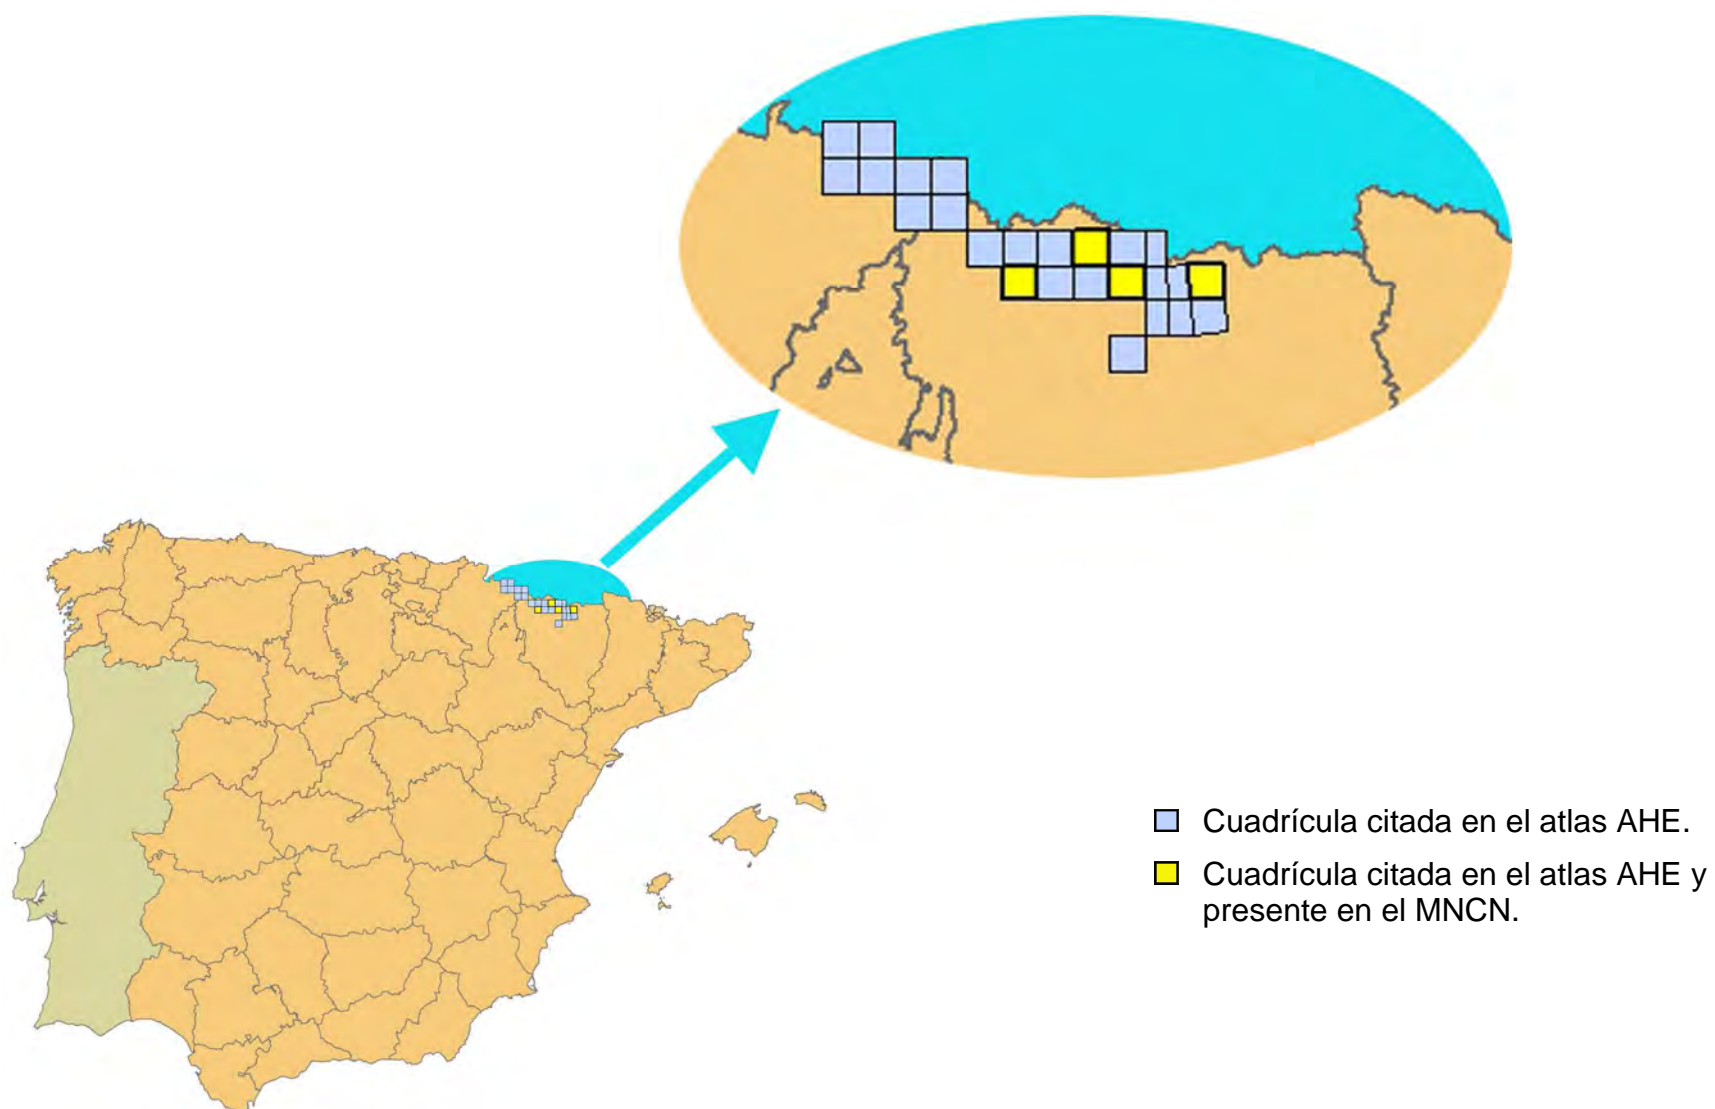 Cuadrícula citada en el atlas AHE.
Cuadrícula citada en el atlas AHE y
presente en el MNCN.